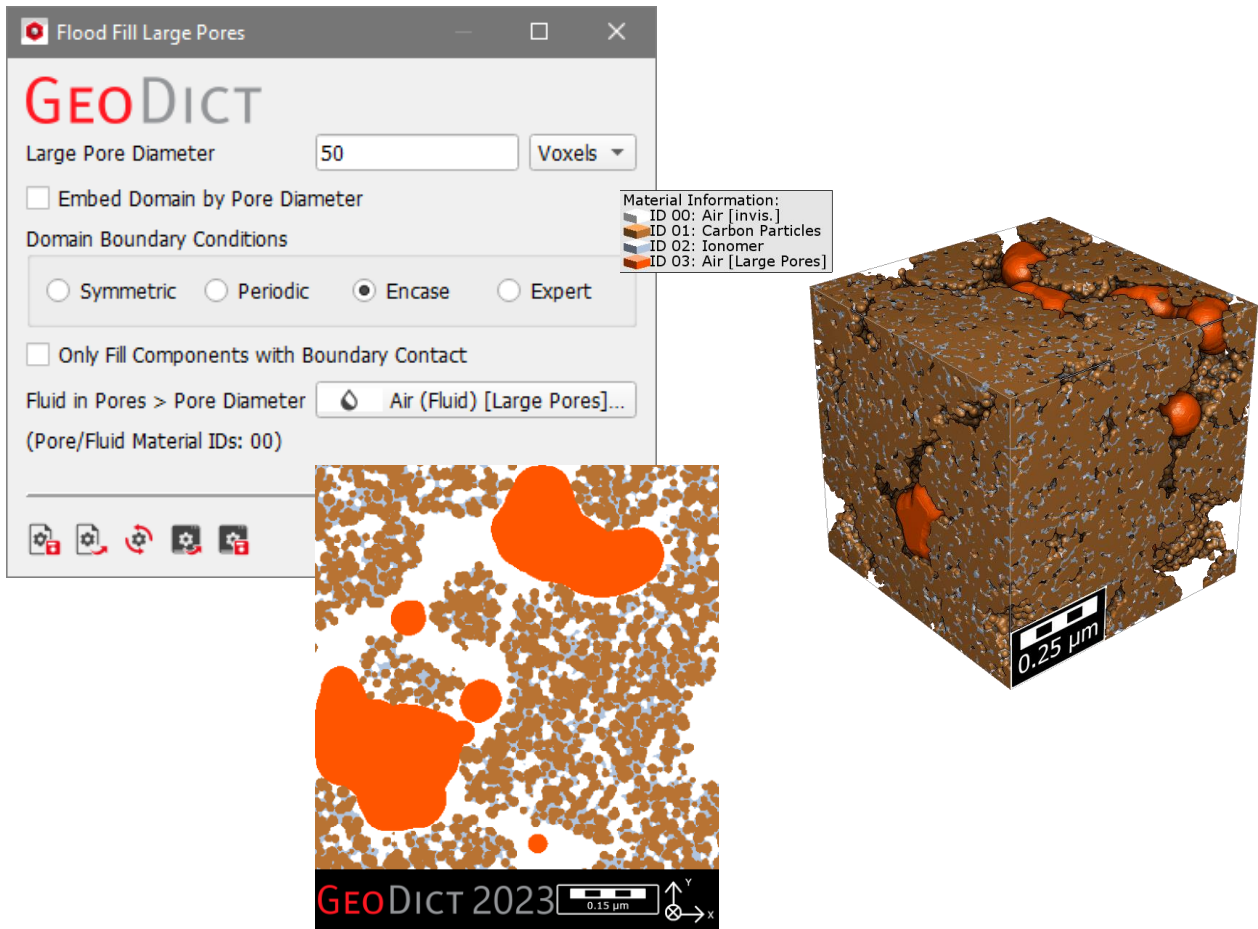 Flood Fill Large Pores
GEODICT
Large Pore Diameter
50
Voxels
Embed Domain by Pore Diameter
Domain Boundary Conditions
Symmetric
Periodic
Encase
Expert
Only Fill Components with Boundary Contact
Fluid in Pores > Pore Diameter
Air (Fluid) [Large Pores]...
(Pore/Fluid Material IDs: 00)
Material Information:
ID 00: Air [invis.]
ID 01: Carbon Particles
ID 02: Ionomer
ID 03: Air [Large Pores]
0.25 µm
GEODICT 2023
0.15 µm
Y
X